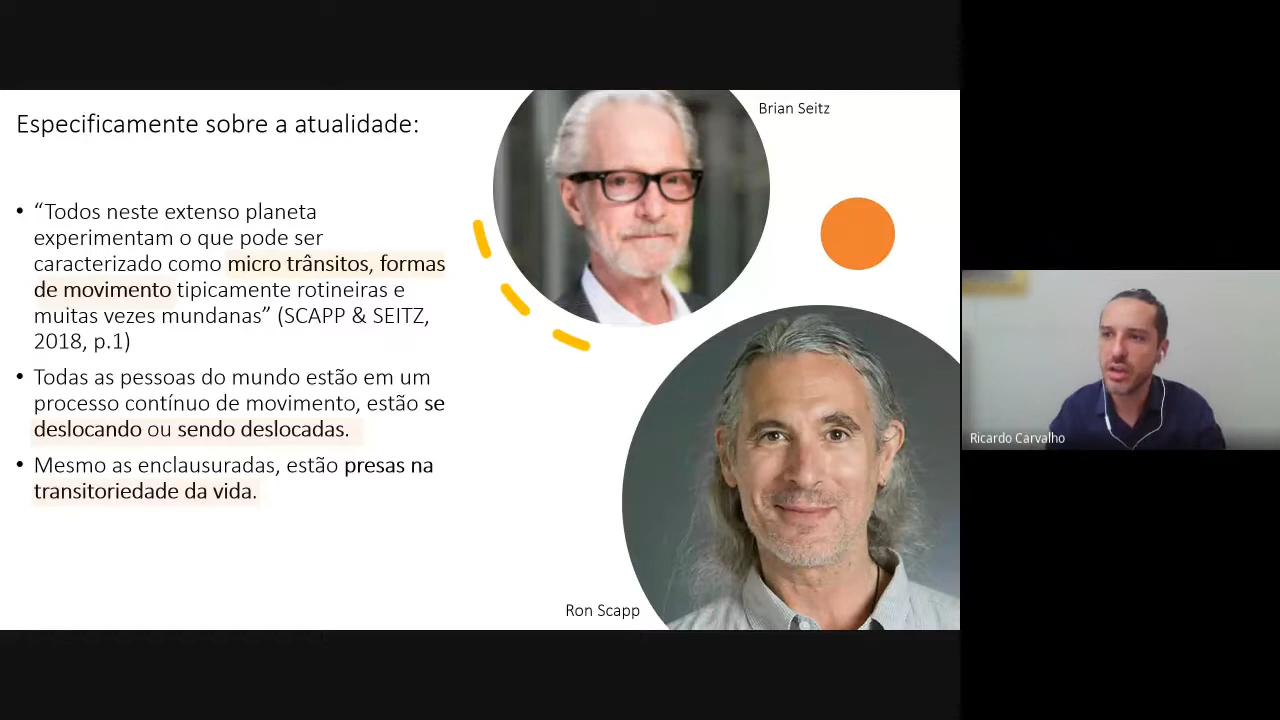 Especificamente sobre a atualidade:
• “Todos neste extenso planeta
experimentam o que pode ser
caracterizado como micro trânsitos, formas
de movimento tipicamente rotineiras e
muitas vezes mundanas” (SCAPP & SEITZ,
2018, p.1)
• Todas as pessoas do mundo estão em um
processo contínuo de movimento, estão se
deslocando ou sendo deslocadas.
• Mesmo as enclausuradas, estão presas na
transitoriedade da vida.
Brian Seitz
Ron Scapp
Ricardo Carvalho